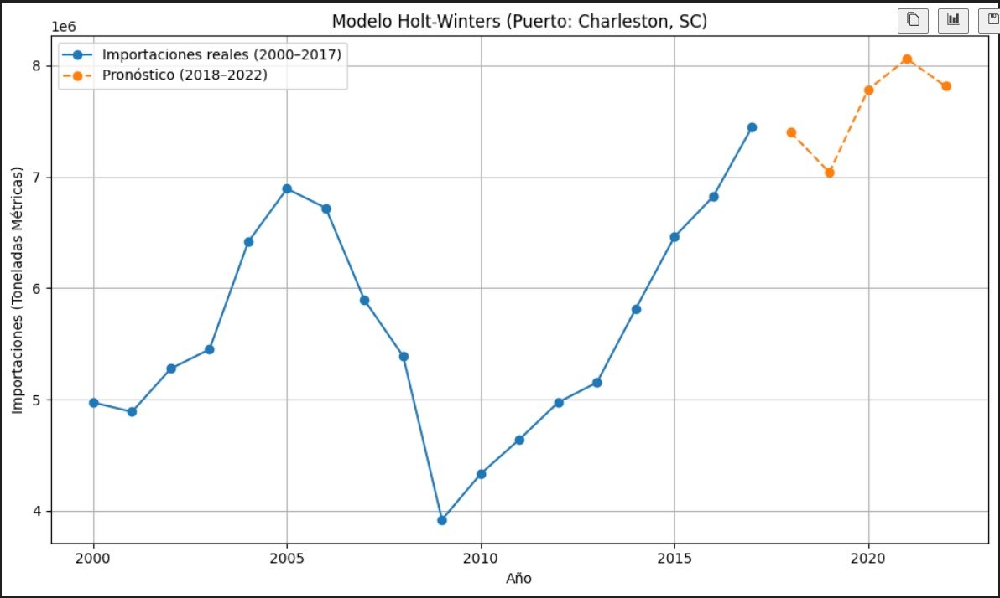 Modelo Holt-Winters (Puerto: Charleston, SC)
1e6
Importaciones reales (2000–2017)
Pronóstico (2018–2022)
8
7
6
5
4
Importaciones (Toneladas Métricas)
2000 2005 2010 2015 2020
Año